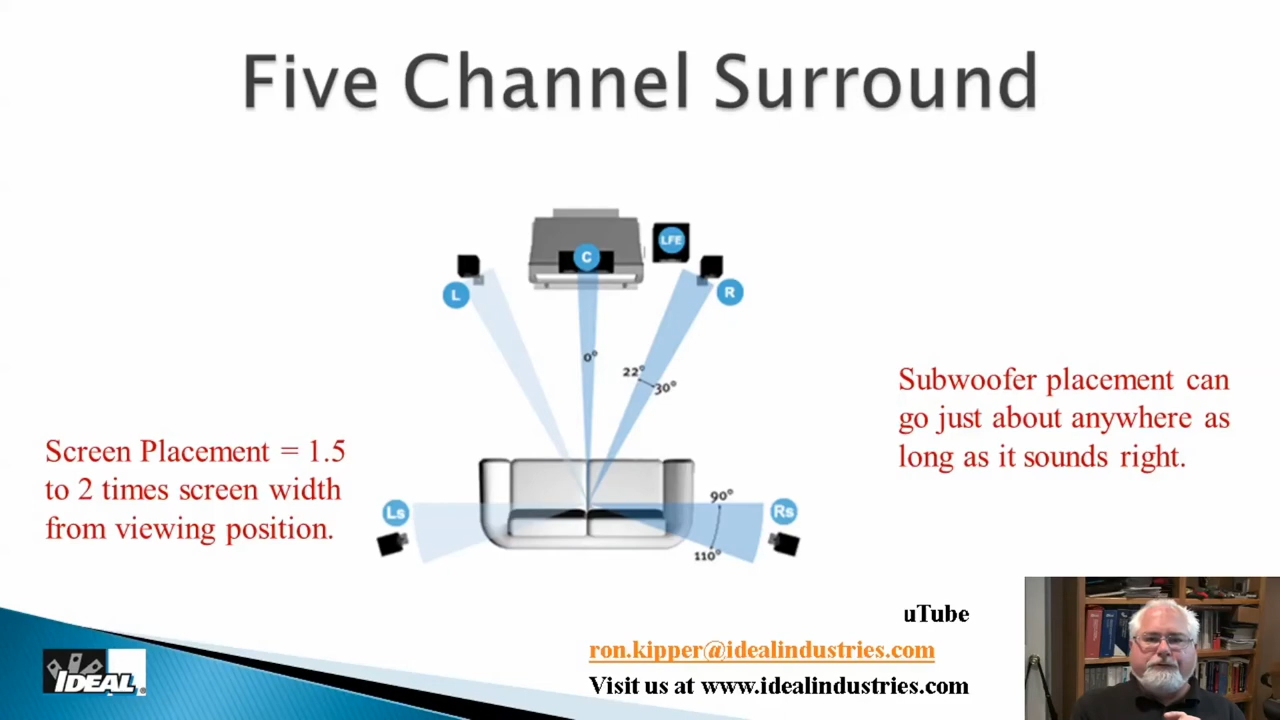 Five Channel Surround
C
LFE
L
R
0°
22°
30°
Subwoofer placement can
go just about anywhere as
long as it sounds right.
Screen Placement = 1.5
to 2 times screen width
from viewing position.
Ls
90°
Rs
110°
uTube
ron.kipper@idealindustries.com
Visit us at www.idealindustries.com
IDEAL